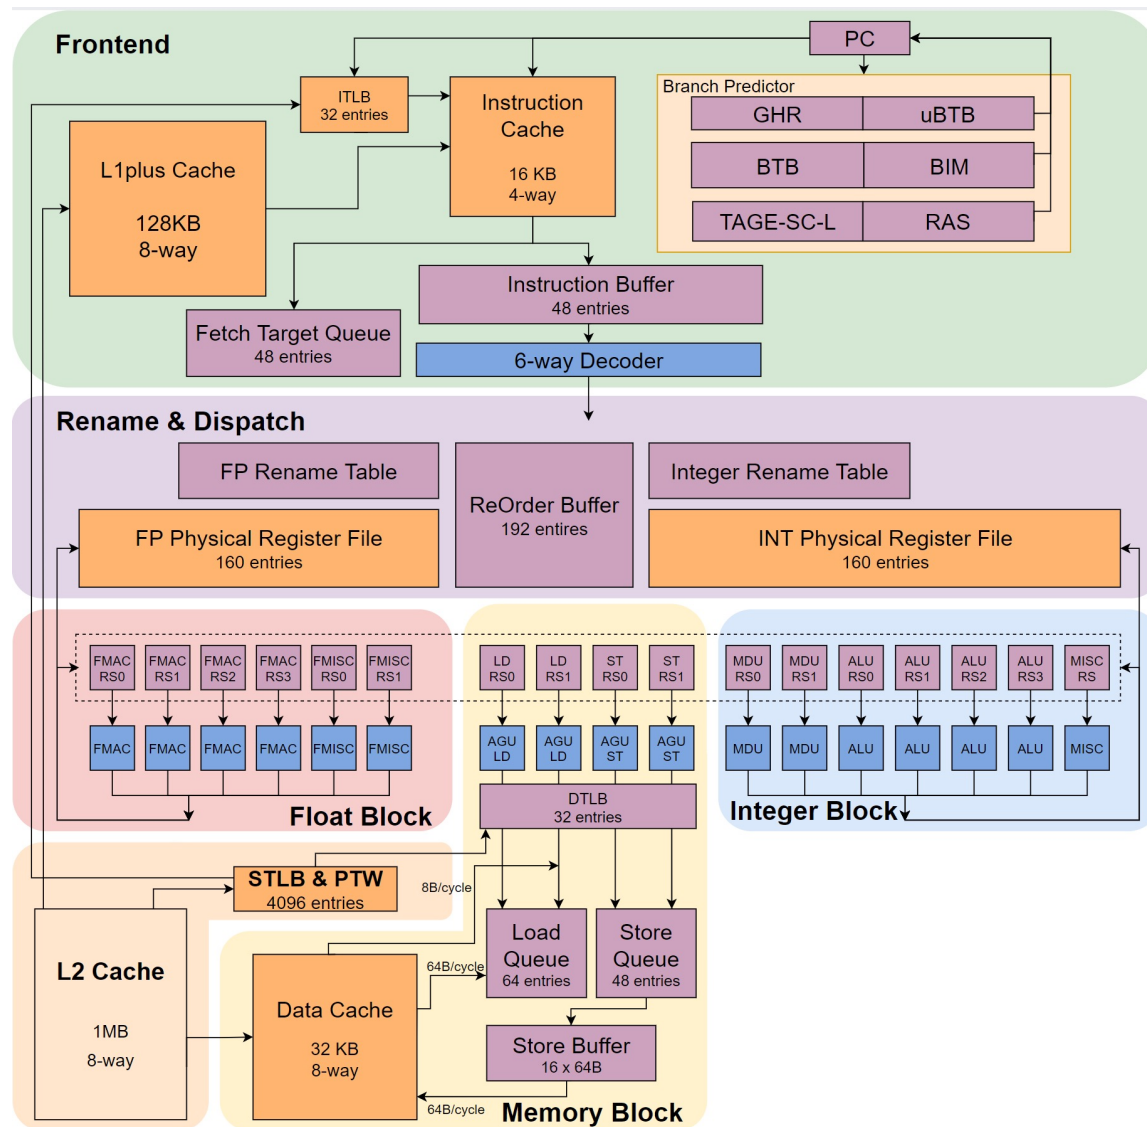 Frontend
PC
ITLB
32 entries
Instruction
Cache
16 KB
4-way
Branch Predictor
GHR
uBTB
BTB
BIM
TAGE-SC-L
RAS
L1plus Cache
128KB
8-way
Instruction Buffer
48 entries
Fetch Target Queue
48 entries
6-way Decoder
Rename & Dispatch
FP Rename Table
ReOrder Buffer
192 entires
Integer Rename Table
FP Physical Register File
160 entries
INT Physical Register File
160 entries
FMAC
RS0
FMAC
RS1
FMAC
RS2
FMAC
RS3
FMISC
RS0
FMISC
RS1
LD
RS0
LD
RS1
ST
RS0
ST
RS1
MDU
RS0
MDU
RS1
ALU
RS0
ALU
RS1
ALU
RS2
ALU
RS3
MISC
RS
FMAC
FMAC
FMAC
FMAC
FMISC
FMISC
AGU
LD
AGU
LD
AGU
ST
AGU
ST
MDU
MDU
ALU
ALU
ALU
ALU
MISC
Float Block
DTLB
32 entries
Integer Block
STLB & PTW
4096 entries
8B/cycle
L2 Cache
1MB
8-way
Load
Queue
64 entries
Store
Queue
48 entries
64B/cycle
Data Cache
32 KB
8-way
Store Buffer
16 x 64B
64B/cycle
Memory Block